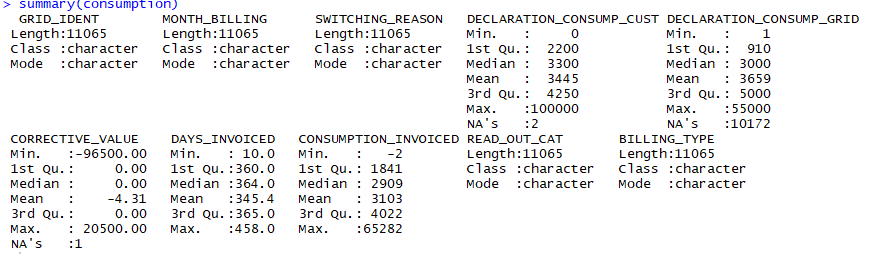 > summary(consumption)
GRID_IDENT MONTH_BILLING SWITCHING_REASON DECLARATION_CONSUMP_CUST DECLARATION_CONSUMP_GRID
Length:11065 Length:11065 Length:11065 Min. : 0 Min. : 1
Class :character Class :character Class :character 1st Qu.: 2200 1st Qu.: 910
Mode :character Mode :character Mode :character Median : 3300 Median : 3000
Mean : 3445 Mean : 3659
3rd Qu.: 4250 3rd Qu.: 5000
Max. :100000 Max. :55000
NA's :2 NA's :10172
CORRECTIVE_VALUE DAYS_INVOICED CONSUMPTION_INVOICED READ_OUT_CAT BILLING_TYPE
Min. :-96500.00 Min. : 10.0 Min. : -2 Length:11065 Length:11065
1st Qu.: 0.00 1st Qu.:360.0 1st Qu.: 1841 Class :character Class :character
Median : 0.00 Median :364.0 Median : 2909 Mode :character Mode :character
Mean : -4.31 Mean :345.4 Mean : 3103
3rd Qu.: 0.00 3rd Qu.:365.0 3rd Qu.: 4022
Max. : 20500.00 Max. :458.0 Max. :65282
NA's :1